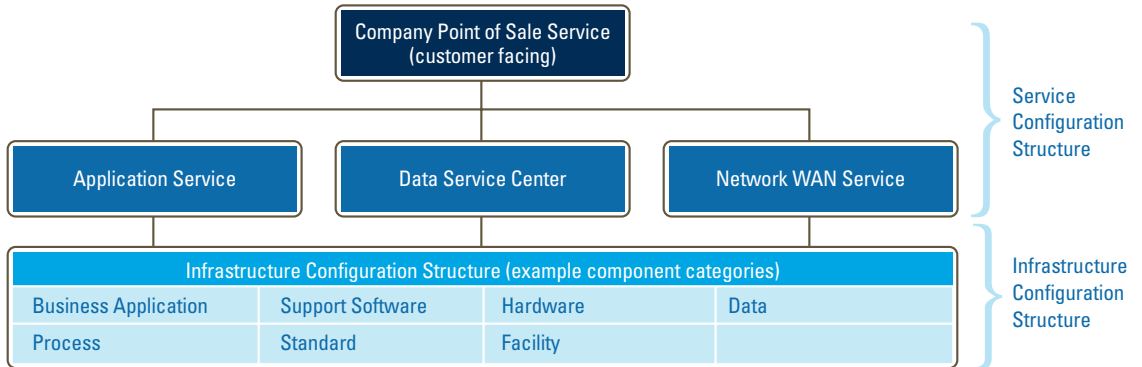 Company Point of Sale Service
(customer facing)
Service
Configuration
Structure
Application Service
Data Service Center
Network WAN Service
Infrastructure Configuration Structure (example component categories)
Business Application
Support Software
Hardware
Data
Process
Standard
Facility
Infrastructure
Configuration
Structure